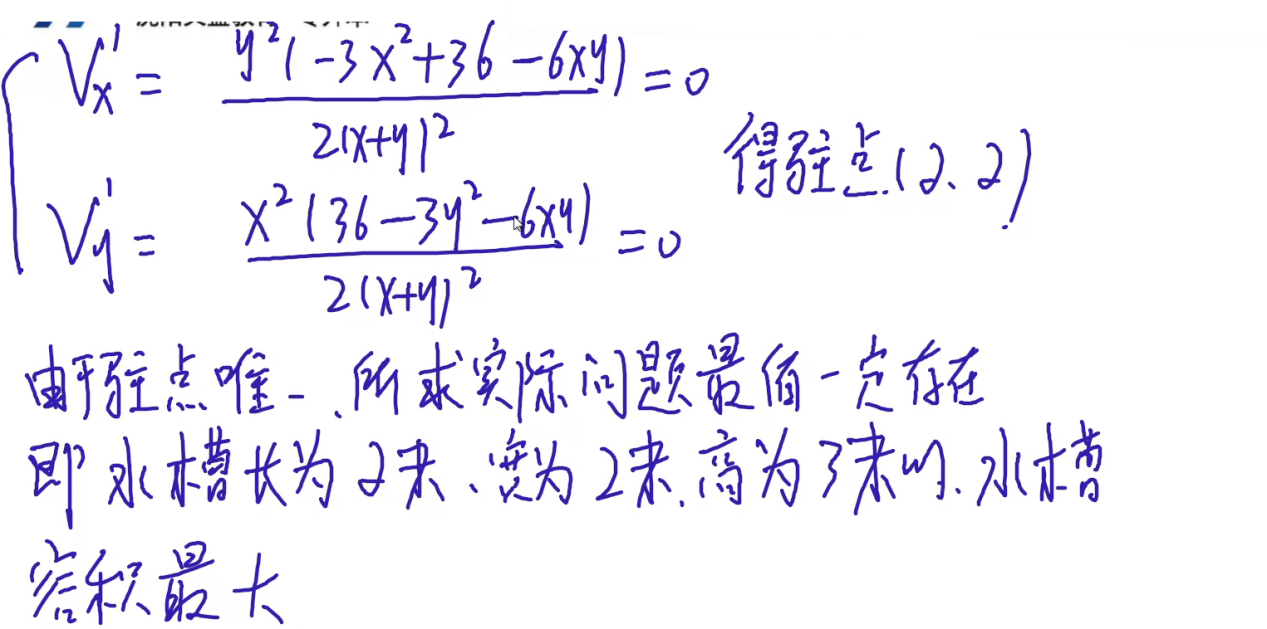 V'x = y²(-3x²+36-6xy) / 2(x+y)² = 0
得驻点(2、2)
V'y = x²(36-3y²-6xy) / 2(x+y)² = 0
由于驻点唯一、所求实际问题最值一定存在
即水槽长为2米、宽为2米、高为3米时、水槽
容积最大